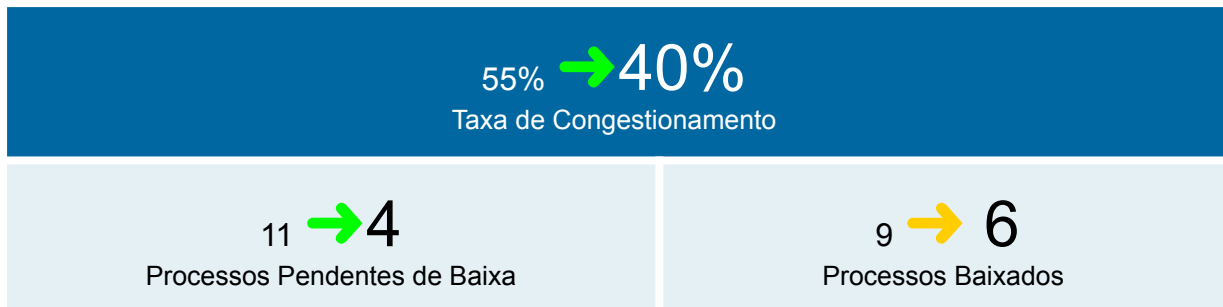 55% 40%
Taxa de Congestionamento
11 4
Processos Pendentes de Baixa
9 6
Processos Baixados